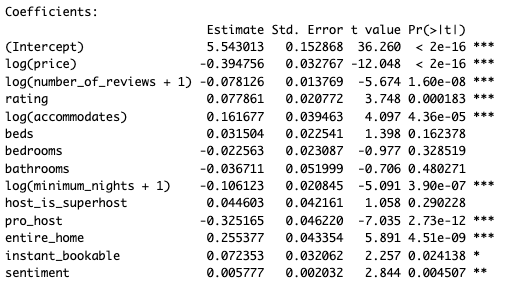 Coefficients:
Estimate Std. Error t value Pr(>|t|)
(Intercept) 5.543013 0.152868 36.260 < 2e-16 ***
log(price) -0.394756 0.032767 -12.048 < 2e-16 ***
log(number_of_reviews + 1) -0.078126 0.013769 -5.674 1.60e-08 ***
rating 0.077861 0.020772 3.748 0.000183 ***
log(accommodates) 0.161677 0.039463 4.097 4.36e-05 ***
beds 0.031504 0.022541 1.398 0.162378
bedrooms -0.022563 0.023087 -0.977 0.328519
bathrooms -0.036711 0.051999 -0.706 0.480271
log(minimum_nights + 1) -0.106123 0.020845 -5.091 3.90e-07 ***
host_is_superhost 0.044603 0.042161 1.058 0.290228
pro_host -0.325165 0.046220 -7.035 2.73e-12 ***
entire_home 0.255377 0.043354 5.891 4.51e-09 ***
instant_bookable 0.072353 0.032062 2.257 0.024138 *
sentiment 0.005777 0.002032 2.844 0.004507 **